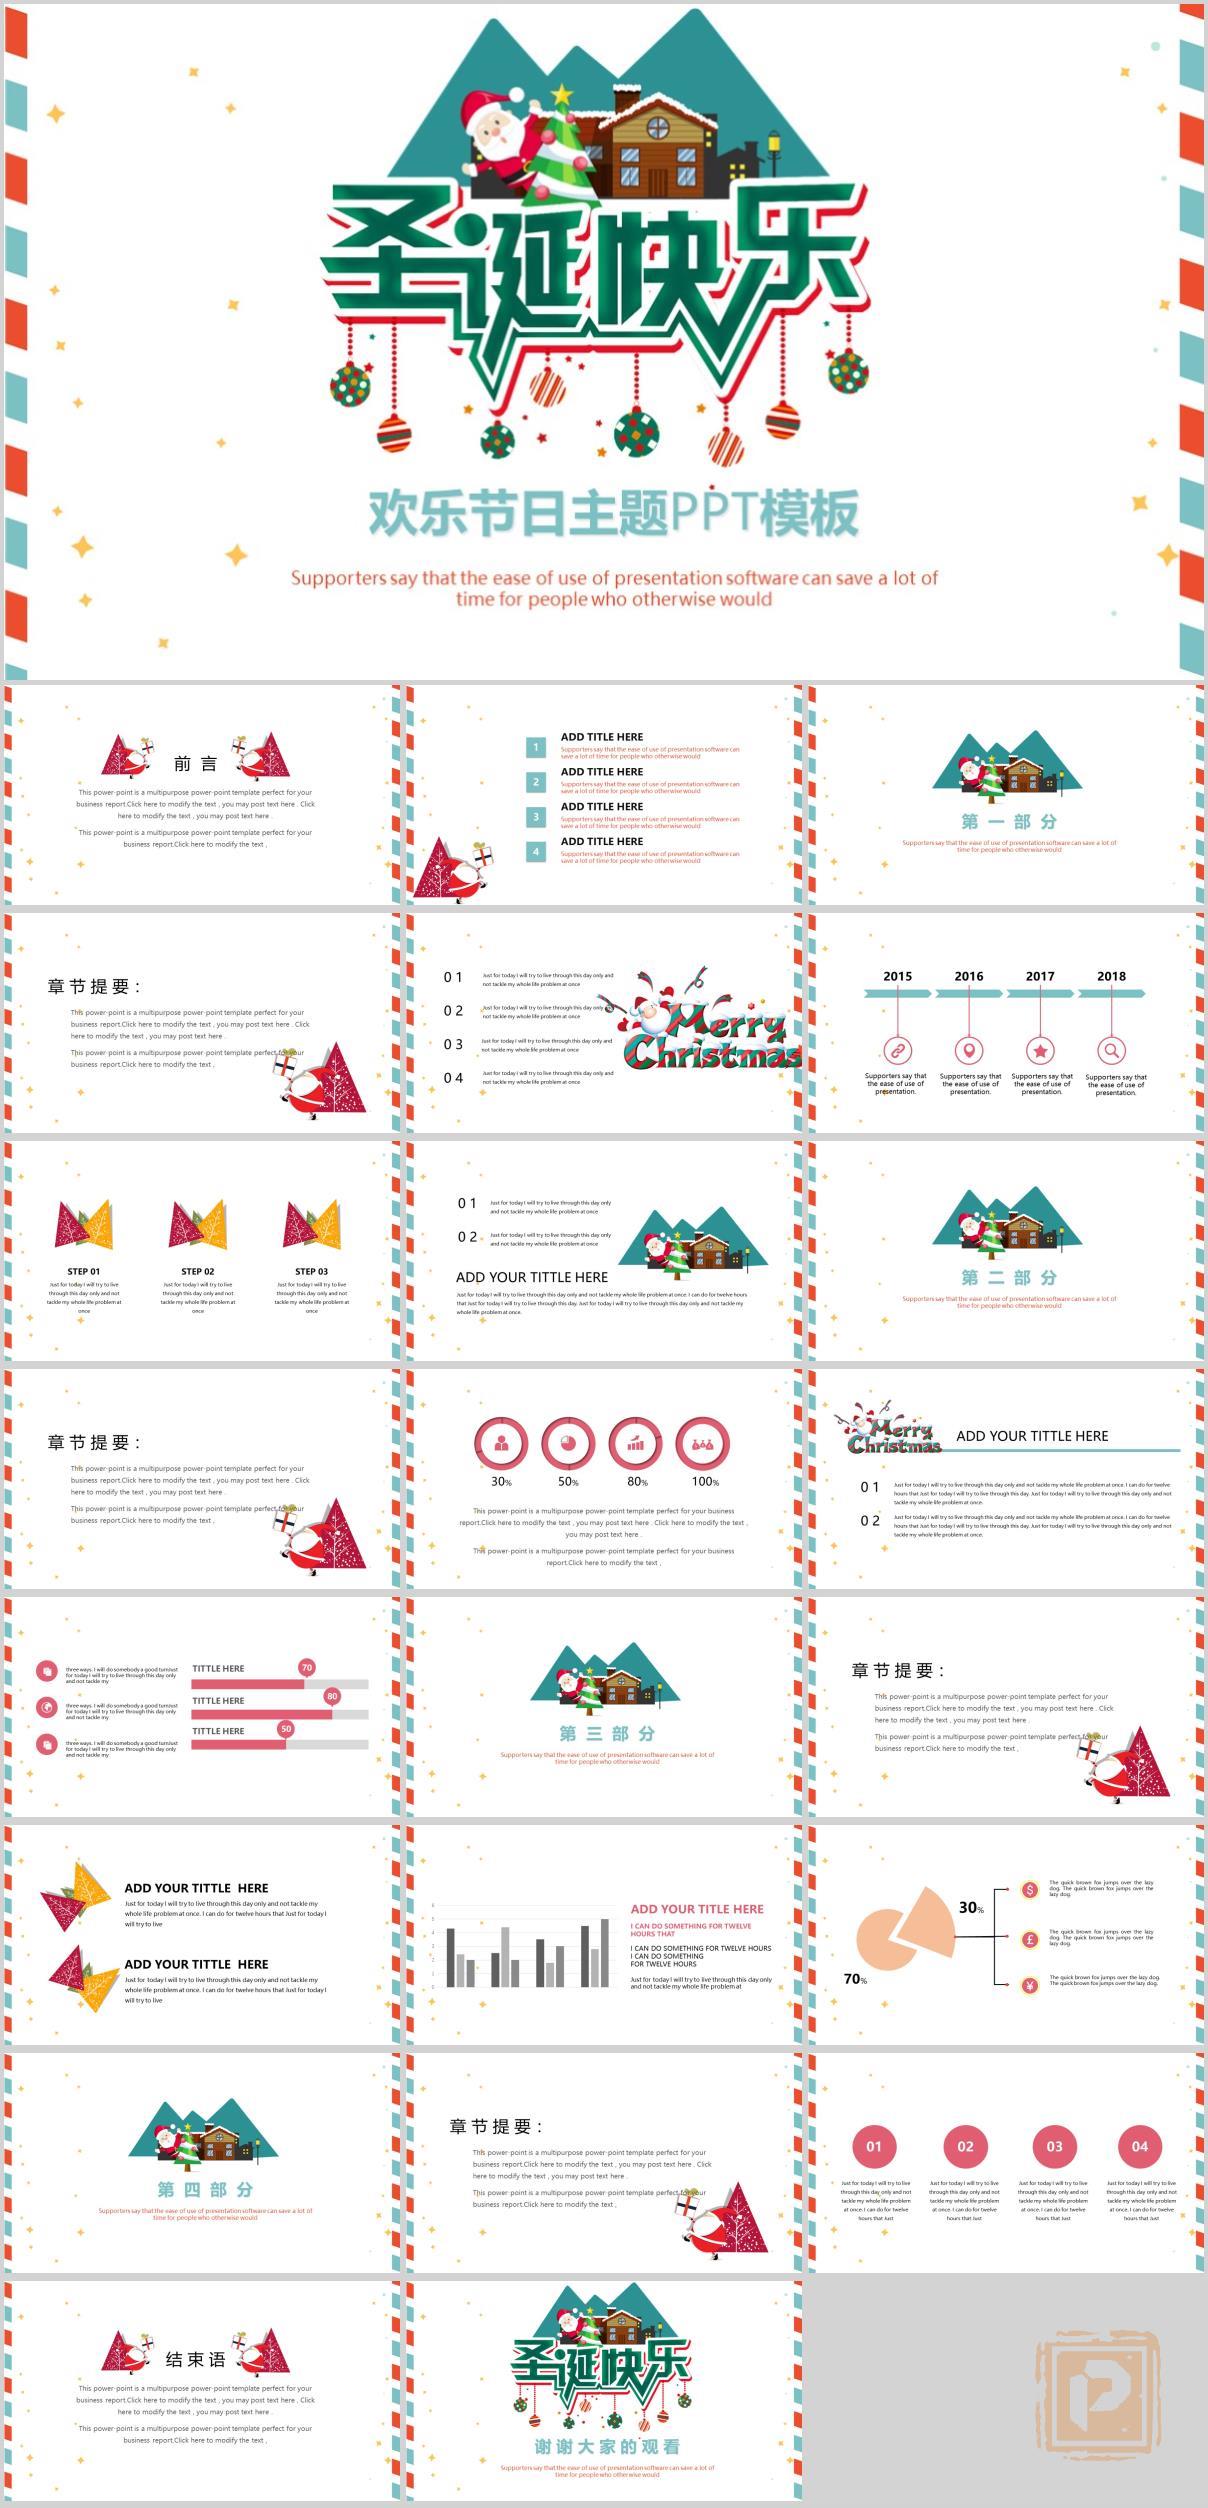 圣诞快乐
欢乐节日主题PPT模板
Supporters say that the ease of use of presentation software can save a lot of
time for people who otherwise would
前 言
This power-point is a multipurpose power-point template perfect for your
business report.Click here to modify the text , you may post text here . Click
here to modify the text , you may post text here .
This power-point is a multipurpose power-point template perfect for your
business report.Click here to modify the text ,
1
ADD TITLE HERE
Supporters say that the ease of use of presentation software can
save a lot of time for people who otherwise would
2
ADD TITLE HERE
Supporters say that the ease of use of presentation software can
save a lot of time for people who otherwise would
3
ADD TITLE HERE
Supporters say that the ease of use of presentation software can
save a lot of time for people who otherwise would
4
ADD TITLE HERE
Supporters say that the ease of use of presentation software can
save a lot of time for people who otherwise would
第 一 部 分
Supporters say that the ease of use of presentation software can save a lot of
time for people who otherwise would
章节提要：
This power-point is a multipurpose power-point template perfect for your
business report.Click here to modify the text , you may post text here . Click
here to modify the text , you may post text here .
This power-point is a multipurpose power-point template perfect for your
business report.Click here to modify the text ,
01
Just for today I will try to live through this day only and
not tackle my whole life problem at once
02
Just for today I will try to live through this day only and
not tackle my whole life problem at once
03
Just for today I will try to live through this day only and
not tackle my whole life problem at once
04
Just for today I will try to live through this day only and
not tackle my whole life problem at once
Merry
Christmas
2015 2016 2017 2018
Supporters say that
the ease of use of
presentation.
Supporters say that
the ease of use of
presentation.
Supporters say that
the ease of use of
presentation.
Supporters say that
the ease of use of
presentation.
STEP 01
Just for today I will try to live
through this day only and not
tackle my whole life problem at
once
STEP 02
Just for today I will try to live
through this day only and not
tackle my whole life problem at
once
STEP 03
Just for today I will try to live
through this day only and not
tackle my whole life problem at
once
01
Just for today I will try to live through this day only
and not tackle my whole life problem at once
02
Just for today I will try to live through this day only
and not tackle my whole life problem at once
ADD YOUR TITTLE HERE
Just for today I will try to live through this day only and not tackle my whole life problem at once. I can do for twelve hours
that Just for today I will try to live through this day. Just for today I will try to live through this day only and not tackle my
whole life problem at once.
第 二 部 分
Supporters say that the ease of use of presentation software can save a lot of
time for people who otherwise would
章节提要：
This power-point is a multipurpose power-point template perfect for your
business report.Click here to modify the text , you may post text here . Click
here to modify the text , you may post text here .
This power-point is a multipurpose power-point template perfect for your
business report.Click here to modify the text ,
30% 50% 80% 100%
This power-point is a multipurpose power-point template perfect for your business
report.Click here to modify the text , you may post text here . Click here to modify the text ,
you may post text here .
This power-point is a multipurpose power-point template perfect for your business
report.Click here to modify the text ,
Merry
Christmas
ADD YOUR TITTLE HERE
01
Just for today I will try to live through this day only and not tackle my whole life problem at once. I can do for twelve
hours that Just for today I will try to live through this day. Just for today I will try to live through this day only and not
tackle my whole life problem at once.
02
Just for today I will try to live through this day only and not tackle my whole life problem at once. I can do for twelve
hours that Just for today I will try to live through this day. Just for today I will try to live through this day only and not
tackle my whole life problem at once.
three ways. I will do somebody a good turnJust
for today I will try to live through this day only
and not tackle my
three ways. I will do somebody a good turnJust
for today I will try to live through this day only
and not tackle my
three ways. I will do somebody a good turnJust
for today I will try to live through this day only
and not tackle my
TITTLE HERE
70
TITTLE HERE
80
TITTLE HERE
50
第 三 部 分
Supporters say that the ease of use of presentation software can save a lot of
time for people who otherwise would
章节提要：
This power-point is a multipurpose power-point template perfect for your
business report.Click here to modify the text , you may post text here . Click
here to modify the text , you may post text here .
This power-point is a multipurpose power-point template perfect for your
business report.Click here to modify the text ,
ADD YOUR TITTLE HERE
Just for today I will try to live through this day only and not tackle my
whole life problem at once. I can do for twelve hours that Just for today I
will try to live
ADD YOUR TITTLE HERE
Just for today I will try to live through this day only and not tackle my
whole life problem at once. I can do for twelve hours that Just for today I
will try to live
ADD YOUR TITLE HERE
I CAN DO SOMETHING FOR TWELVE
HOURS THAT
I CAN DO SOMETHING FOR TWELVE HOURS
I CAN DO SOMETHING
FOR TWELVE HOURS
Just for today I will try to live through this day only
and not tackle my whole life problem at
30%
70%
$
The quick brown fox jumps over the lazy
dog. The quick brown fox jumps over the
lazy dog.
£
The quick brown fox jumps over the lazy
dog. The quick brown fox jumps over the
lazy dog.
¥
The quick brown fox jumps over the lazy dog.
The quick brown fox jumps over the lazy dog.
第 四 部 分
Supporters say that the ease of use of presentation software can save a lot of
time for people who otherwise would
章节提要：
This power-point is a multipurpose power-point template perfect for your
business report.Click here to modify the text , you may post text here . Click
here to modify the text , you may post text here .
This power-point is a multipurpose power-point template perfect for your
business report.Click here to modify the text ,
01 02 03 04
Just for today I will try to live
through this day only and not
tackle my whole life problem
at once. I can do for twelve
hours that Just
Just for today I will try to live
through this day only and not
tackle my whole life problem
at once. I can do for twelve
hours that Just
Just for today I will try to live
through this day only and not
tackle my whole life problem
at once. I can do for twelve
hours that Just
Just for today I will try to live
through this day only and not
tackle my whole life problem
at once. I can do for twelve
hours that Just
结束语
This power-point is a multipurpose power-point template perfect for your
business report.Click here to modify the text , you may post text here . Click
here to modify the text , you may post text here .
This power-point is a multipurpose power-point template perfect for your
business report.Click here to modify the text ,
圣诞快乐
谢谢大家的观看
Supporters say that the ease of use of presentation software can save a lot of
time for people who otherwise would